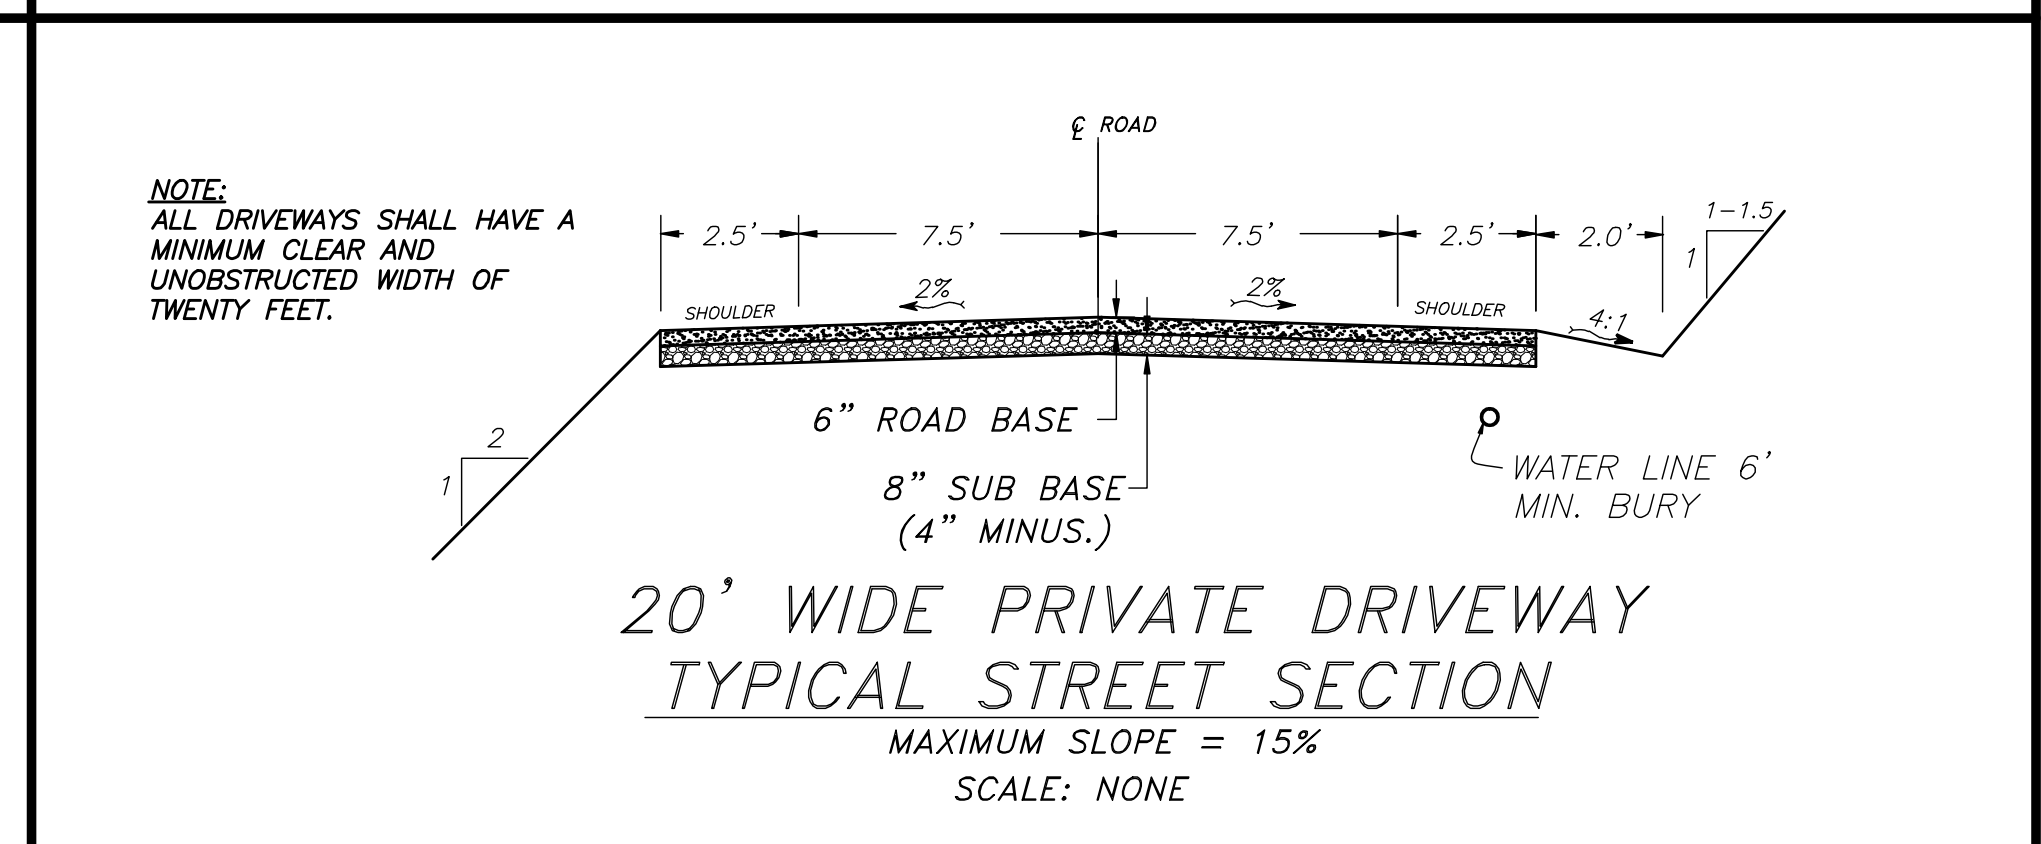 ℄ ROAD
NOTE:
ALL DRIVEWAYS SHALL HAVE A
MINIMUM CLEAR AND
UNOBSTRUCTED WIDTH OF
TWENTY FEET.
2.5' 7.5' 7.5' 2.5' 2.0'
1-1.5
1
SHOULDER 2% 2% SHOULDER 4:1
2
1
6" ROAD BASE
8" SUB BASE
(4" MINUS.)
WATER LINE 6'
MIN. BURY
20' WIDE PRIVATE DRIVEWAY
TYPICAL STREET SECTION
MAXIMUM SLOPE = 15%
SCALE: NONE